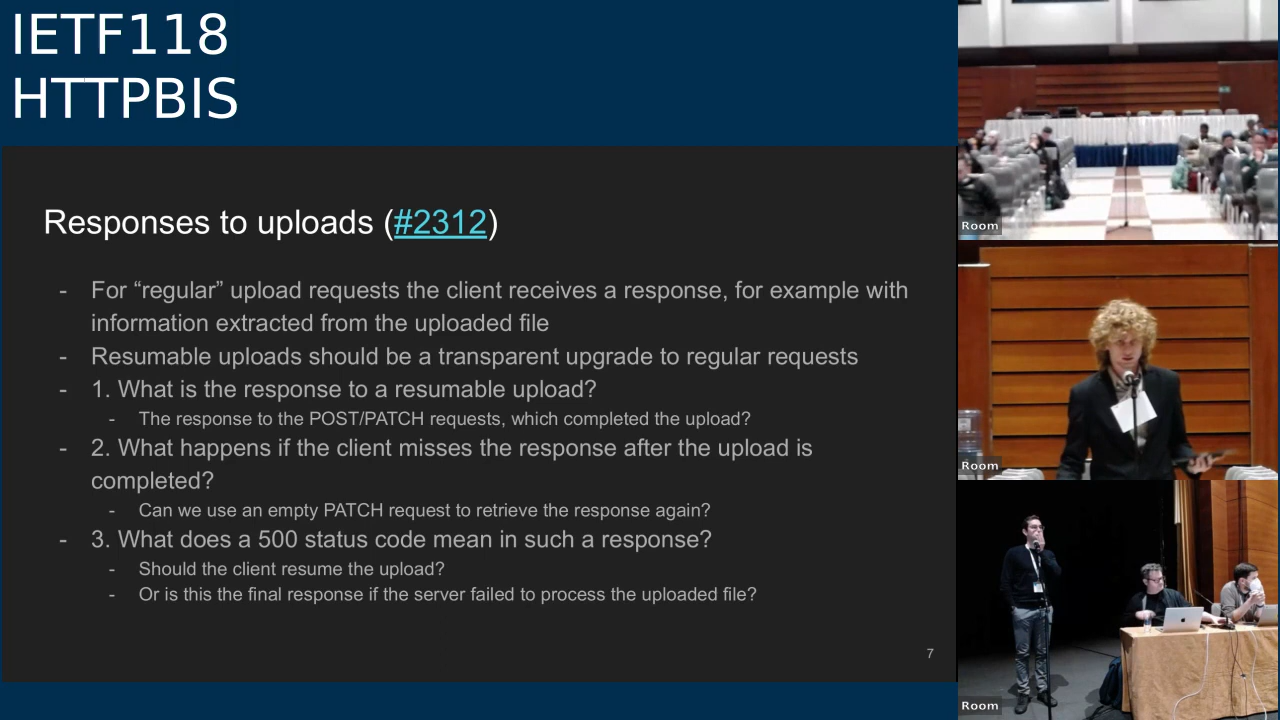 IETF118
HTTPBIS
Responses to uploads (#2312)
- For “regular” upload requests the client receives a response, for example with
information extracted from the uploaded file
- Resumable uploads should be a transparent upgrade to regular requests
- 1. What is the response to a resumable upload?
- The response to the POST/PATCH requests, which completed the upload?
- 2. What happens if the client misses the response after the upload is
completed?
- Can we use an empty PATCH request to retrieve the response again?
- 3. What does a 500 status code mean in such a response?
- Should the client resume the upload?
- Or is this the final response if the server failed to process the uploaded file?
7
Room
Room
Room